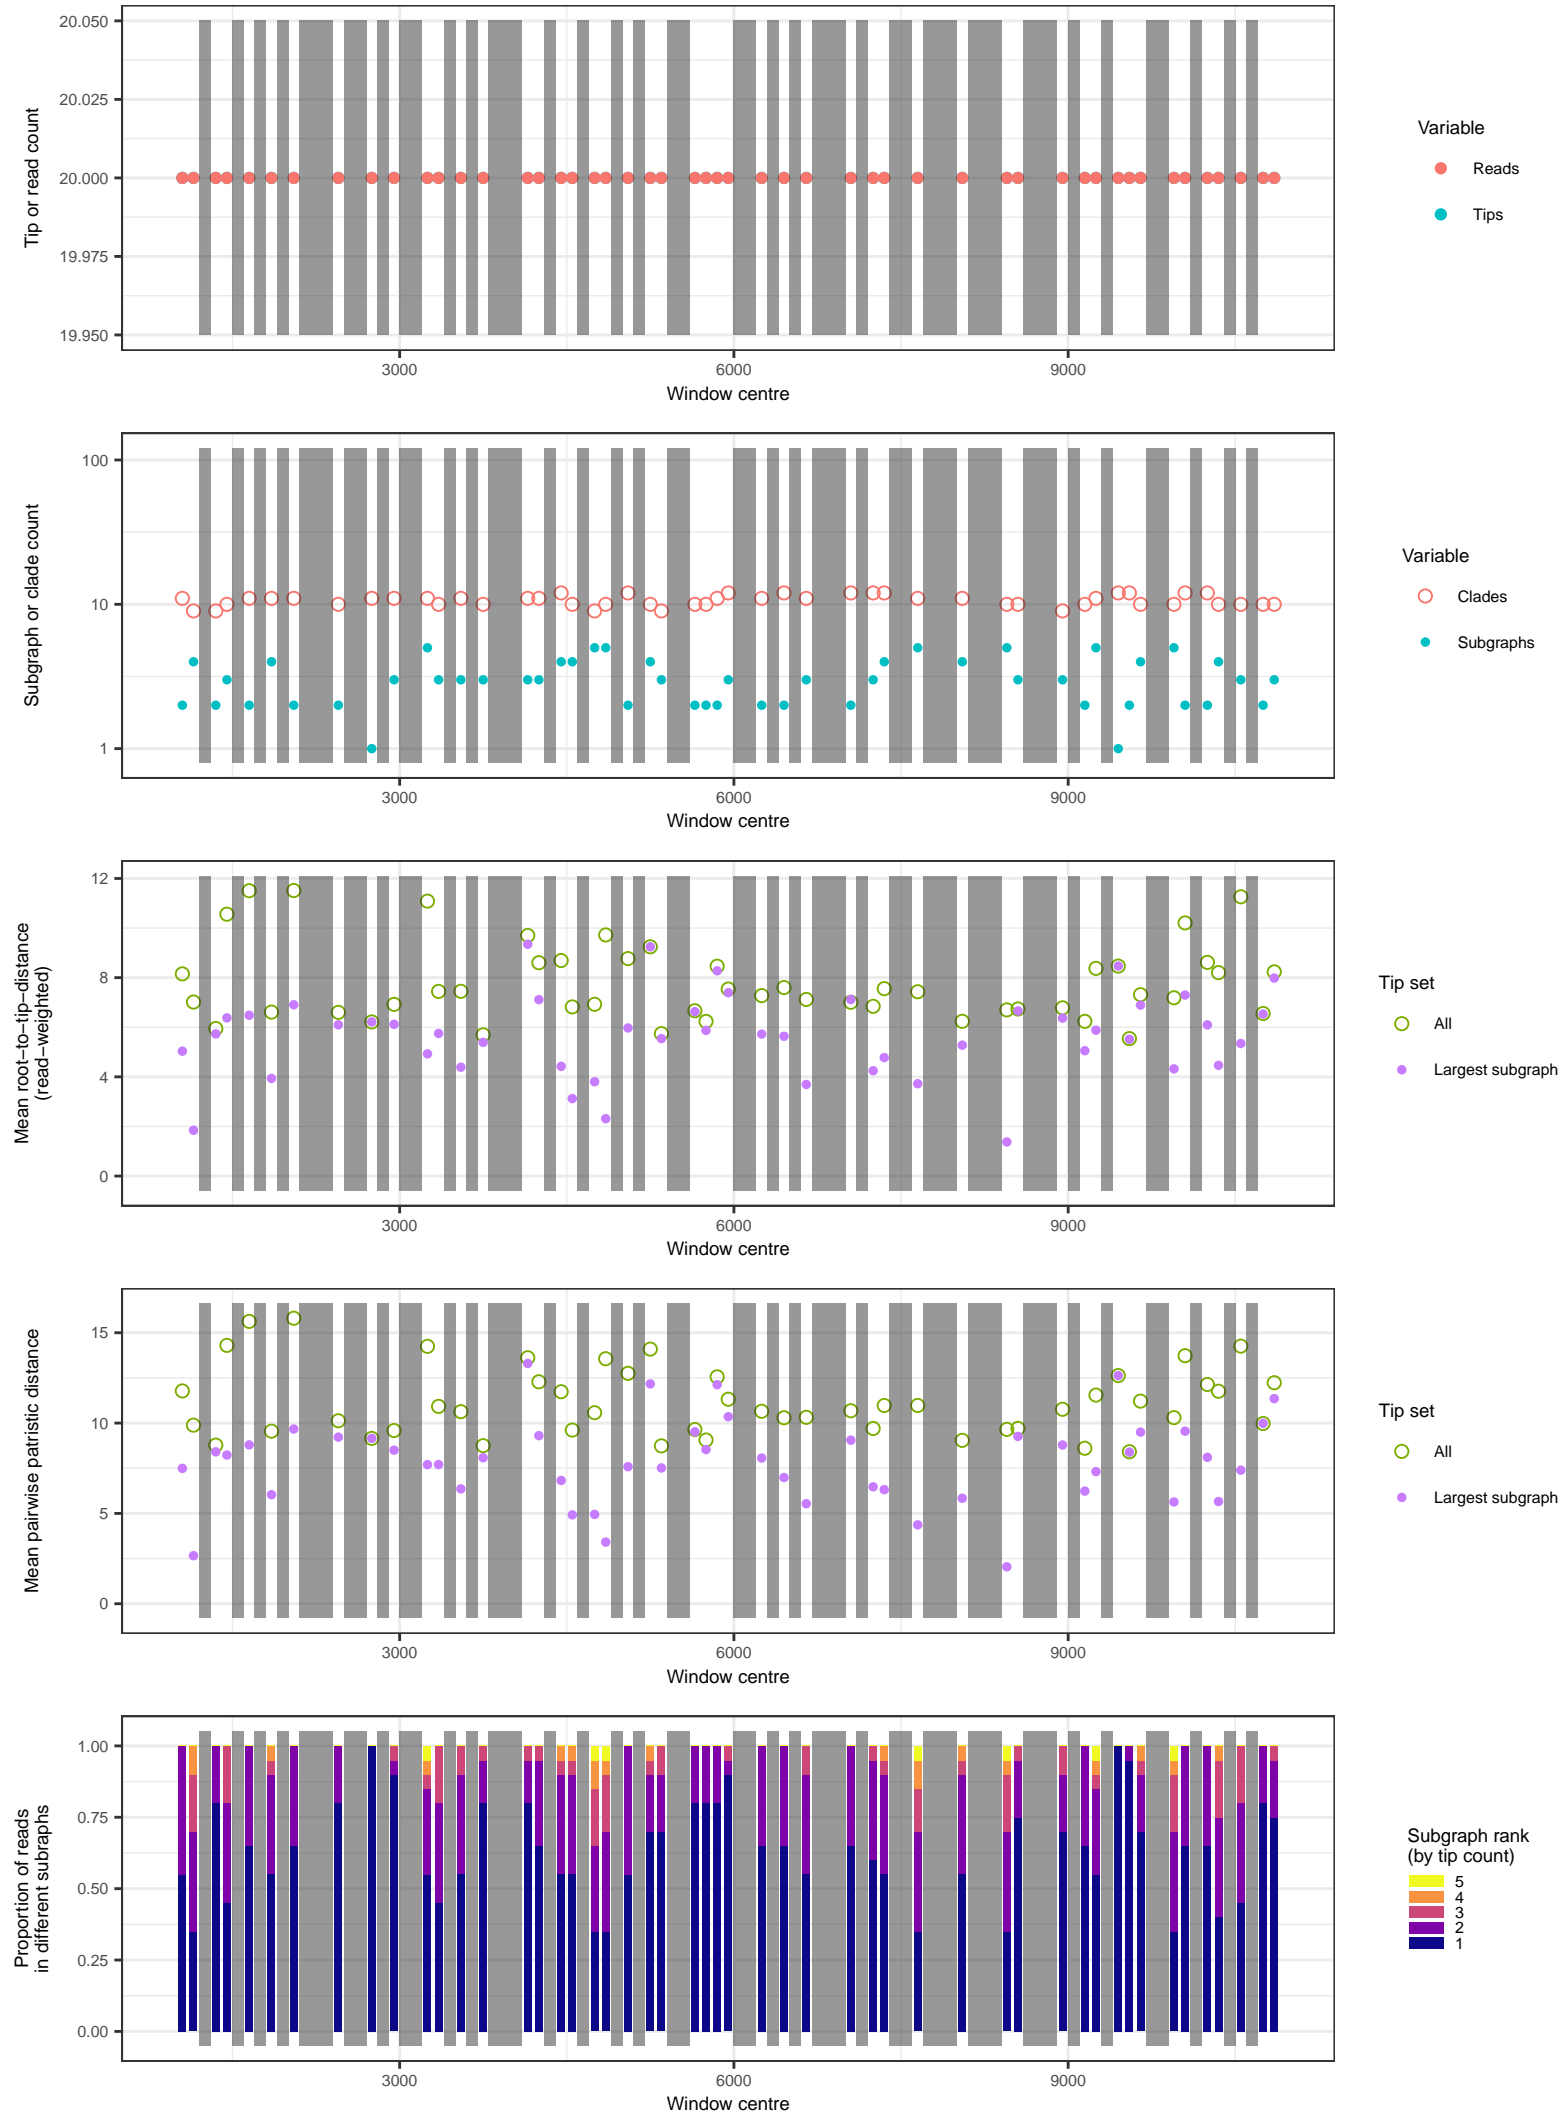 20.050
20.025
20.000
19.975
19.950
Tip or read count
3000
6000
9000
Window centre
Variable
Reads
Tips
100
10
1
Subgraph or clade count
3000
6000
9000
Window centre
Variable
Clades
Subgraphs
12
8
4
0
Mean root-to-tip-distance
(read-weighted)
3000
6000
9000
Window centre
Tip set
All
Largest subgraph
15
10
5
0
Mean pairwise patristic distance
3000
6000
9000
Window centre
Tip set
All
Largest subgraph
1.00
0.75
0.50
0.25
0.00
Proportion of reads
in different subraphs
3000
6000
9000
Window centre
Subgraph rank
(by tip count)
5
4
3
2
1